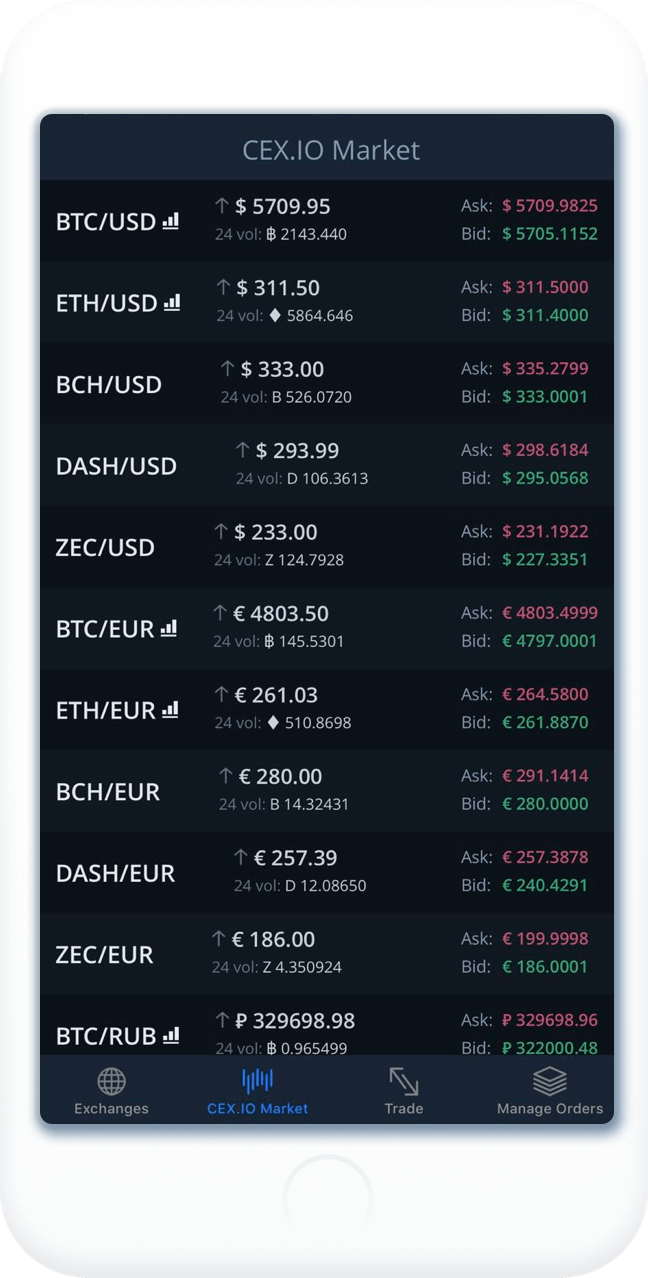 CEX.IO Market
BTC/USD
↑ $ 5709.95
24 vol: ฿ 2143.440
Ask: $ 5709.9825
Bid: $ 5705.1152
ETH/USD
↑ $ 311.50
24 vol: ♦ 5864.646
Ask: $ 311.5000
Bid: $ 311.4000
BCH/USD
↑ $ 333.00
24 vol: B 526.0720
Ask: $ 335.2799
Bid: $ 333.0001
DASH/USD
↑ $ 293.99
24 vol: D 106.3613
Ask: $ 298.6184
Bid: $ 295.0568
ZEC/USD
↑ $ 233.00
24 vol: Z 124.7928
Ask: $ 231.1922
Bid: $ 227.3351
BTC/EUR
↑ € 4803.50
24 vol: ฿ 145.5301
Ask: € 4803.4999
Bid: € 4797.0001
ETH/EUR
↑ € 261.03
24 vol: ♦ 510.8698
Ask: € 264.5800
Bid: € 261.8870
BCH/EUR
↑ € 280.00
24 vol: B 14.32431
Ask: € 291.1414
Bid: € 280.0000
DASH/EUR
↑ € 257.39
24 vol: D 12.08650
Ask: € 257.3878
Bid: € 240.4291
ZEC/EUR
↑ € 186.00
24 vol: Z 4.350924
Ask: € 199.9998
Bid: € 186.0001
BTC/RUB
↑ ₽ 329698.98
24 vol: ฿ 0.965499
Ask: ₽ 329698.96
Bid: ₽ 322000.48
Exchanges
CEX.IO Market
Trade
Manage Orders